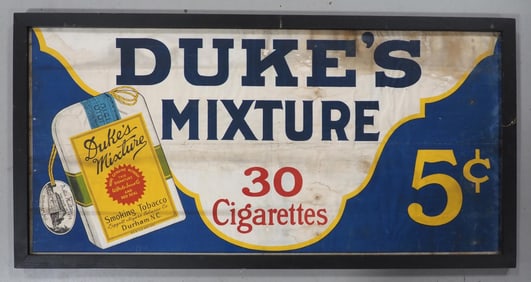 DUKE'S
MIXTURE
30
Cigarettes
5¢
Duke's
Mixture
Smoking Tobacco
Durham N.C.